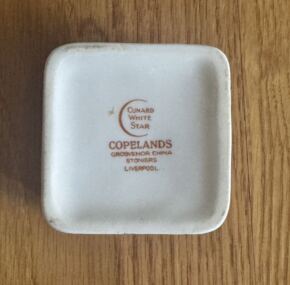 CUNARD
WHITE
STAR
COPELANDS
GROSVENOR CHINA
STONIERS
LIVERPOOL